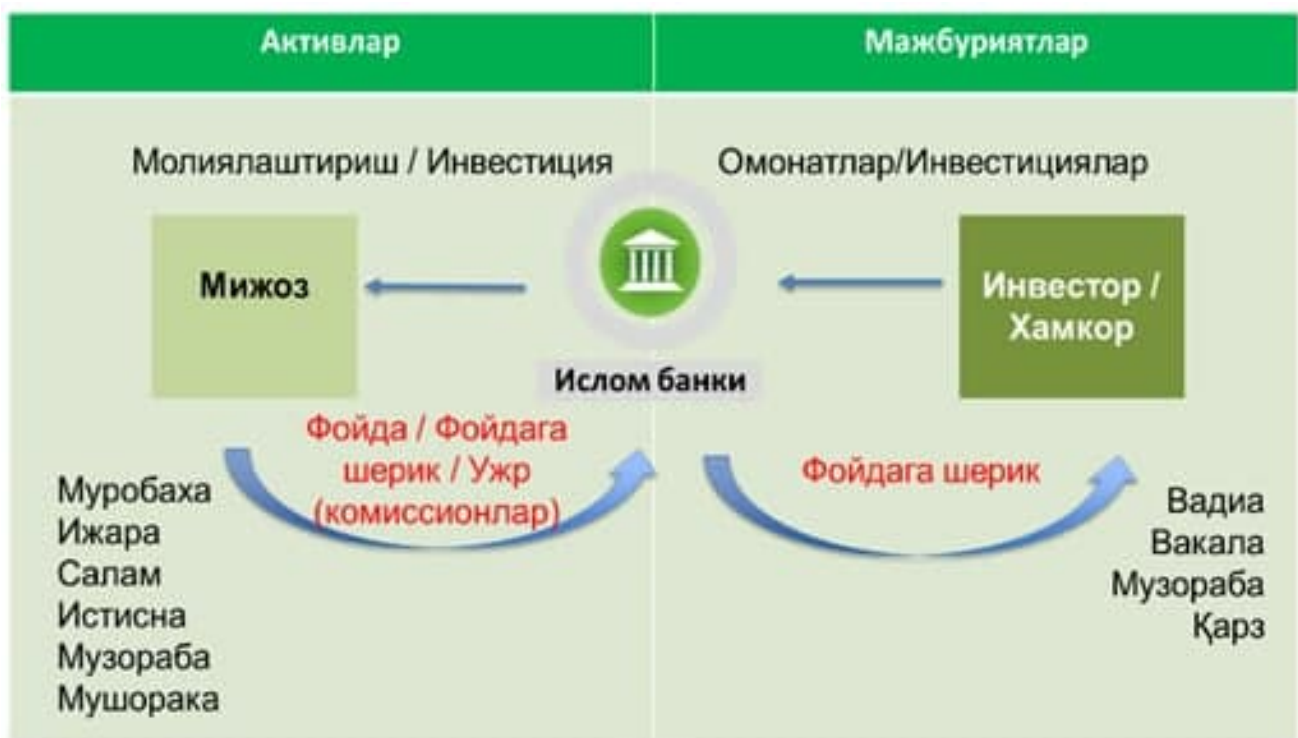 Активлар
Мажбуриятлар
Молиялаштириш / Инвестиция
Омонатлар/Инвестициялар
Мижоз
Инвестор /
Хамкор
Ислом банки
Фойда / Фойдага
шерик / Ужр
(комиссионлар)
Фойдага шерик
Муробаха
Ижара
Салам
Истисна
Музораба
Мушорака
Вадиа
Вакала
Музораба
Қарз